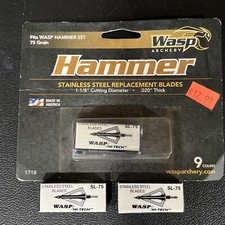 Fits WASP HAMMER SST
75 Grain
Wasp
ARCHERY
Hammer
STAINLESS STEEL REPLACEMENT BLADES
1-1/8" Cutting Diameter • .020" Thick
MADE IN
AMERICA
STAINLESS STEEL
BLADES
SL-75
WASP
"HI-TECH"
1718
9 COUNT
wasparchery.com
STAINLESS STEEL
BLADES
SL-75
WASP
"HI-TECH"
STAINLESS STEEL
BLADES
SL-75
WASP
"HI-TECH"